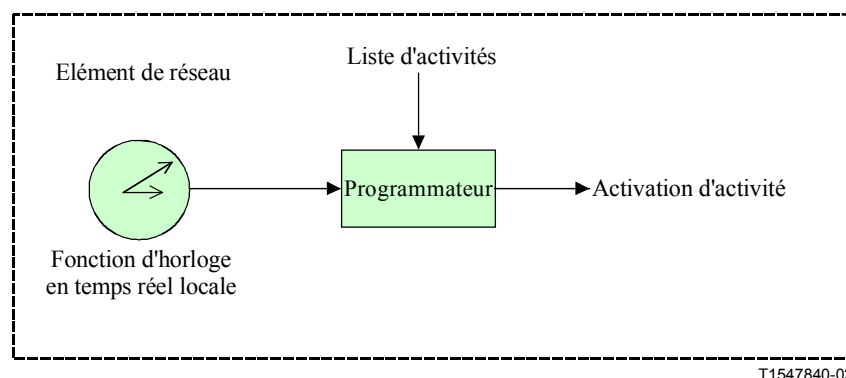 Elément de réseau
Liste d'activités
Programmateur
Activation d'activité
Fonction d'horloge
en temps réel locale